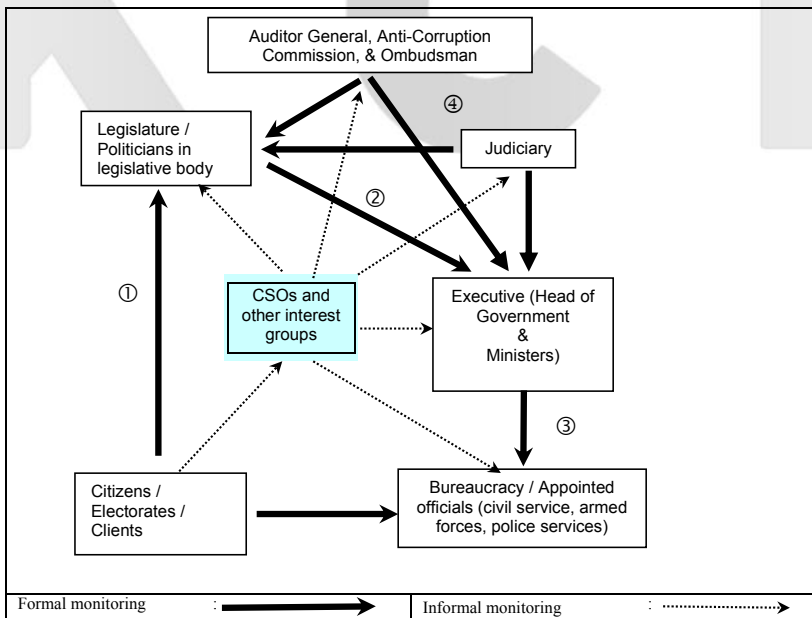 Auditor General, Anti-Corruption
Commission, & Ombudsman
④
Legislature /
Politicians in
legislative body
Judiciary
②
①
CSOs and
other interest
groups
Executive (Head of
Government
&
Ministers)
③
Citizens /
Electorates /
Clients
Bureaucracy / Appointed
officials (civil service, armed
forces, police services)
Formal monitoring :
Informal monitoring :